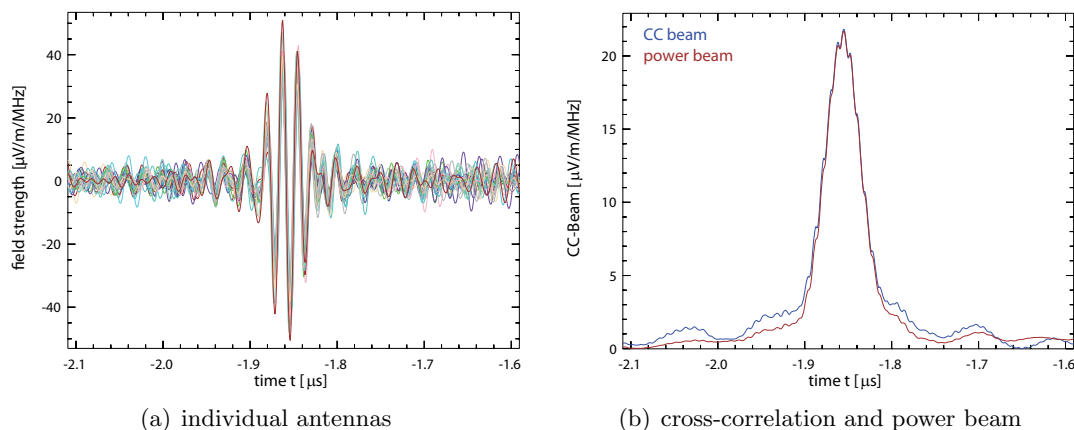 40
20
0
-20
-40
field strength [μV/m/MHz]
-2.1 -2.0 -1.9 -1.8 -1.7 -1.6
time t [ μs]
(a) individual antennas
CC beam
power beam
20
15
10
5
0
CC-Beam [μV/m/MHz]
-2.1 -2.0 -1.9 -1.8 -1.7 -1.6
time t [ μs]
(b) cross-correlation and power beam